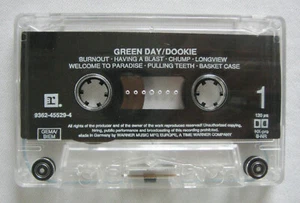 GREEN DAY/DOOKIE
BURNOUT · HAVING A BLAST · CHUMP · LONGVIEW
WELCOME TO PARADISE · PULLING TEETH · BASKET CASE
9362-45529-4
1
GEMA/
BIEM
All rights of the producer and of the owner of the work reproduced reserved! Unauthorized copying,
hiring, public performance and broadcasting of this recording prohibited.
Made in Germany by WARNER MUSIC MFG EUROPE, A TIME WARNER COMPANY